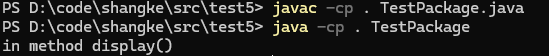 PS D:\code\shangke\src\test5> javac -cp . TestPackage.java
PS D:\code\shangke\src\test5> java -cp . TestPackage
in method display()